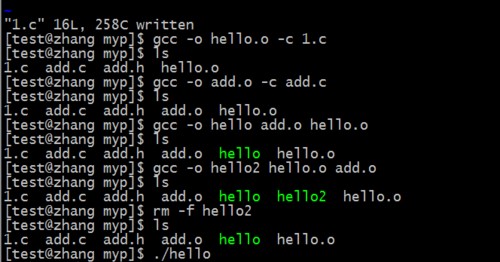 ~
"1.c" 16L, 258C written
[test@zhang myp]$ gcc -o hello.o -c 1.c
[test@zhang myp]$ ls
1.c  add.c  add.h  hello.o
[test@zhang myp]$ gcc -o add.o -c add.c
[test@zhang myp]$ ls
1.c  add.c  add.h  add.o  hello.o
[test@zhang myp]$ gcc -o hello add.o hello.o
[test@zhang myp]$ ls
1.c  add.c  add.h  add.o  hello  hello.o
[test@zhang myp]$ gcc -o hello2 hello.o add.o
[test@zhang myp]$ ls
1.c  add.c  add.h  add.o  hello  hello2  hello.o
[test@zhang myp]$ rm -f hello2
[test@zhang myp]$ ls
1.c  add.c  add.h  add.o  hello  hello.o
[test@zhang myp]$ ./hello